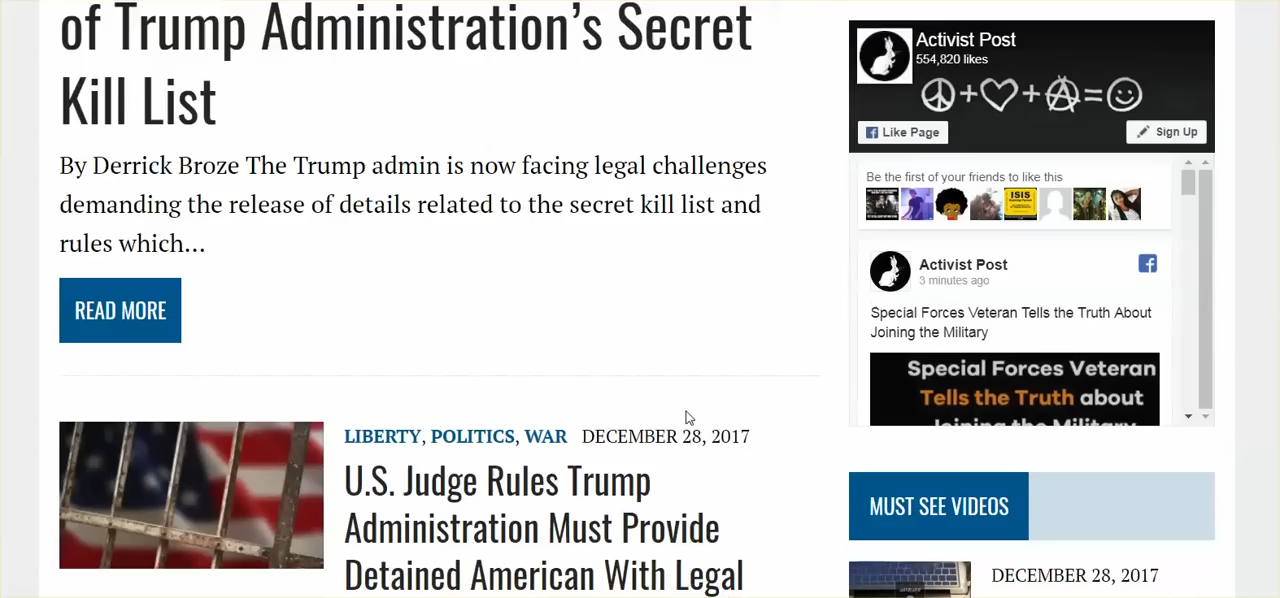 of Trump Administration’s Secret
Kill List
By Derrick Broze The Trump admin is now facing legal challenges
demanding the release of details related to the secret kill list and
rules which...
READ MORE
LIBERTY, POLITICS, WAR DECEMBER 28, 2017
U.S. Judge Rules Trump
Administration Must Provide
Detained American With Legal
Activist Post
554,820 likes
Like Page
Sign Up
Be the first of your friends to like this
ISIS
Activist Post
3 minutes ago
Special Forces Veteran Tells the Truth About
Joining the Military
Special Forces Veteran
Tells the Truth about
Joining the Military
MUST SEE VIDEOS
DECEMBER 28, 2017